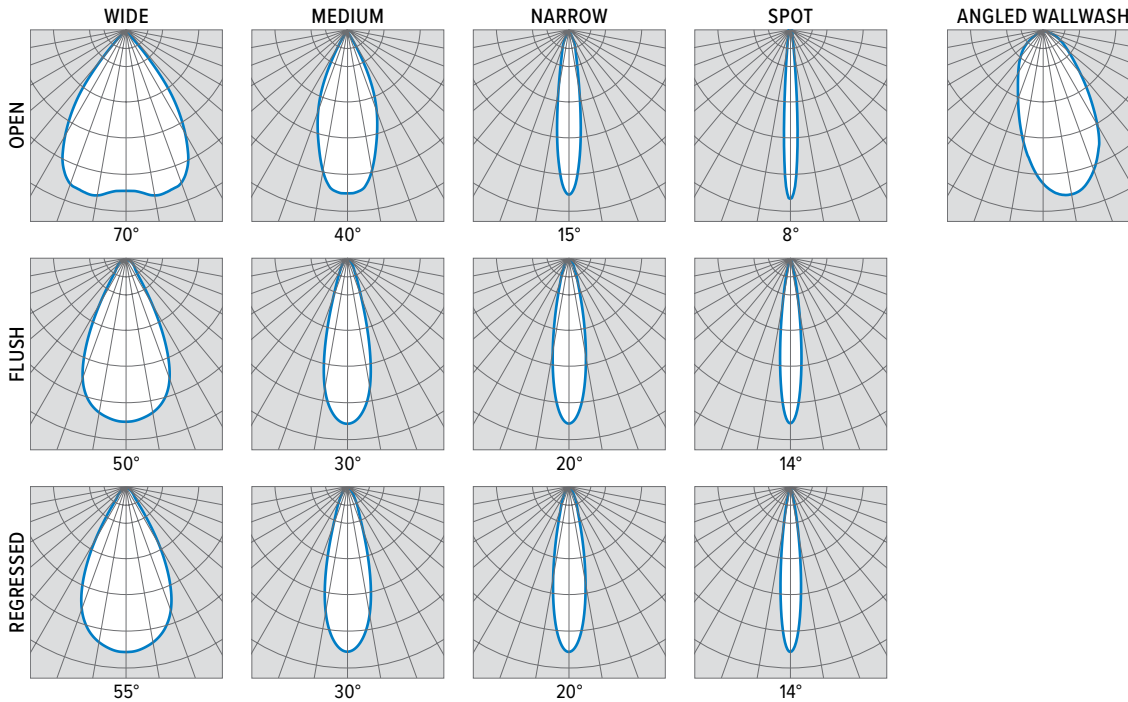 WIDE MEDIUM NARROW SPOT ANGLED WALLWASH
OPEN
70° 40° 15° 8°
FLUSH
50° 30° 20° 14°
REGRESSED
55° 30° 20° 14°